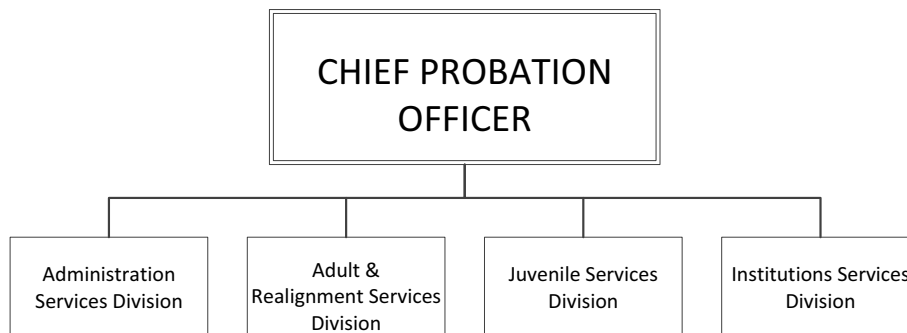 CHIEF PROBATION
OFFICER
Administration
Services Division
Adult &
Realignment Services
Division
Juvenile Services
Division
Institutions Services
Division